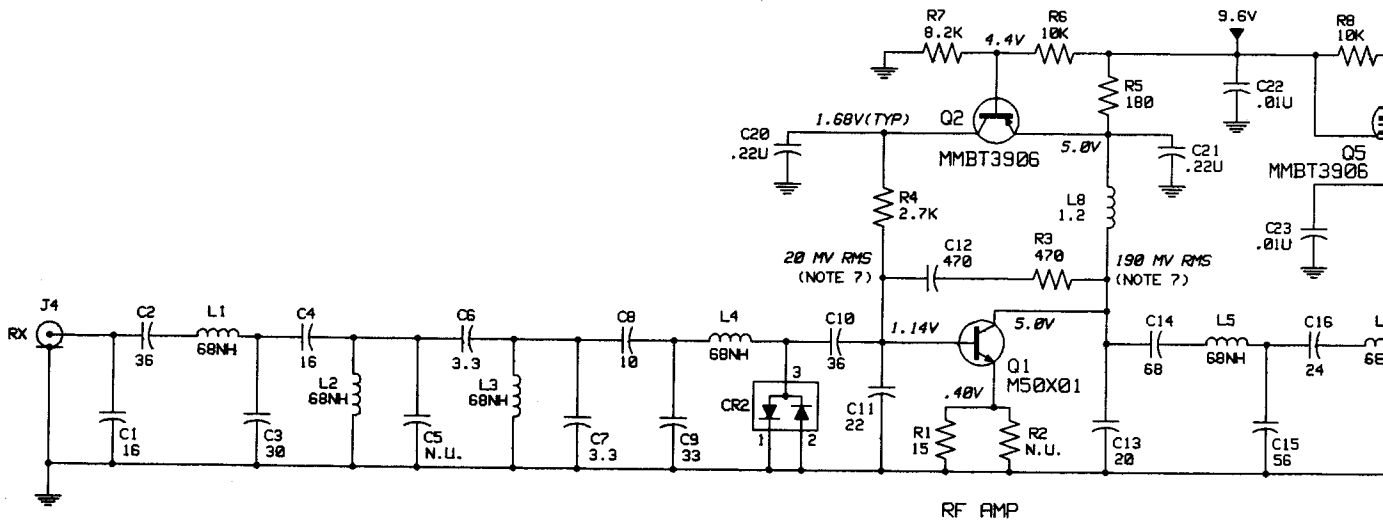 R7
8.2K
4.4V
R6
10K
9.6V
R8
10K
R5
180
C22
.01U
C20
.22U
1.68V(TYP)
Q2
MMBT3906
5.0V
C21
.22U
Q5
MMBT3906
R4
2.7K
L8
1.2
C23
.01U
20 MV RMS
(NOTE 7)
C12
470
R3
470
190 MV RMS
(NOTE 7)
RX
J4
C2
36
L1
68NH
C4
16
C6
3.3
C8
10
L4
68NH
C10
36
1.14V
5.0V
Q1
M50X01
C14
68
L5
68NH
C16
24
L
68
L2
68NH
L3
68NH
3
CR2
1
2
.40V
C1
16
C3
30
C5
N.U.
C7
3.3
C9
33
C11
22
R1
15
R2
N.U.
C13
20
C15
56
RF AMP